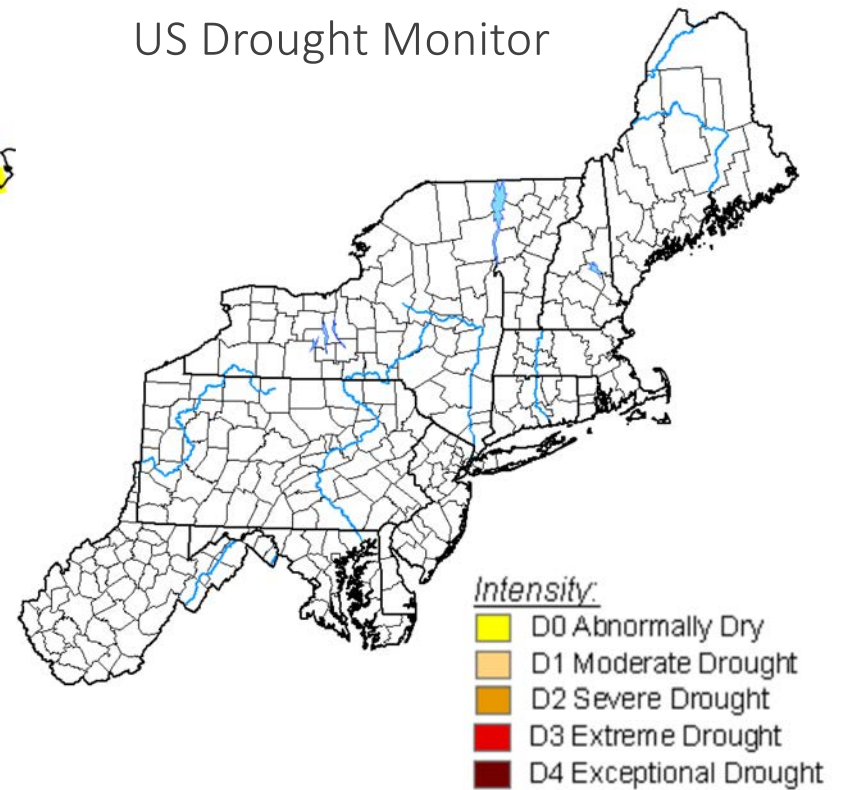 US Drought Monitor
Intensity:
D0 Abnormally Dry
D1 Moderate Drought
D2 Severe Drought
D3 Extreme Drought
D4 Exceptional Drought